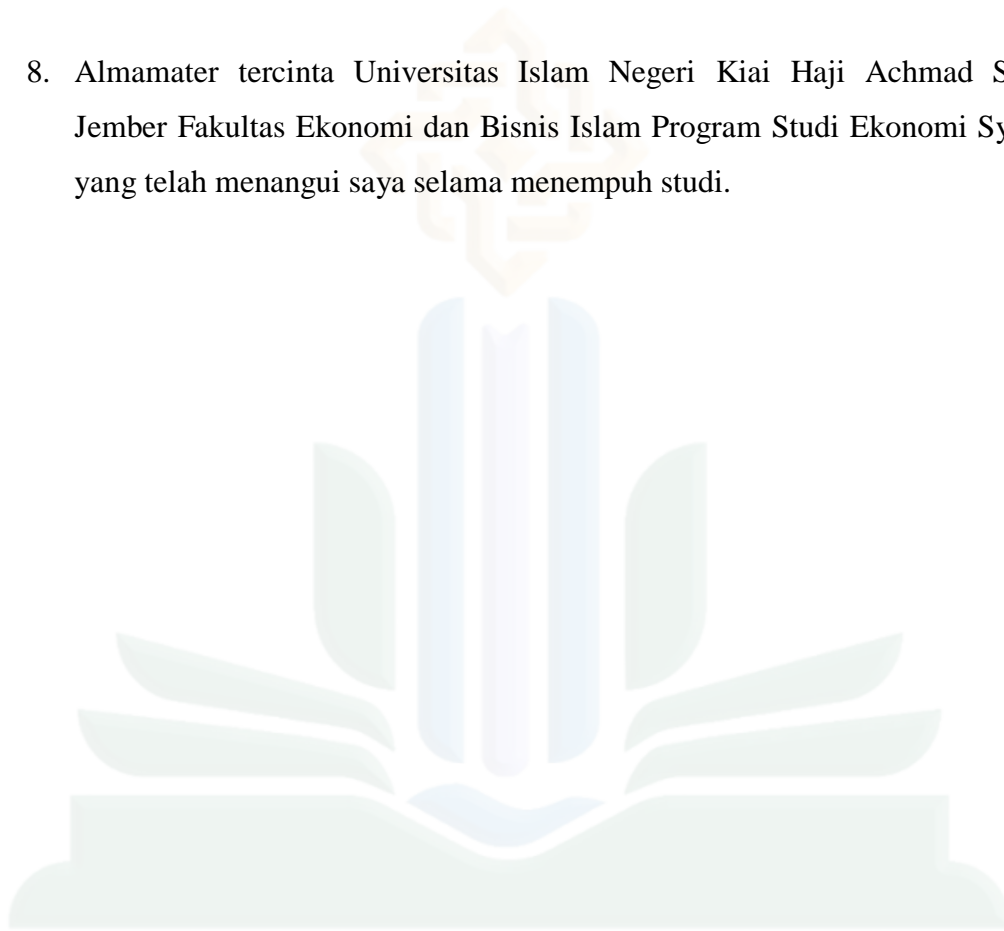 8. Almamater tercinta Universitas Islam Negeri Kiai Haji Achmad
Jember Fakultas Ekonomi dan Bisnis Islam Program Studi Ekonomi
yang telah menangui saya selama menempuh studi.